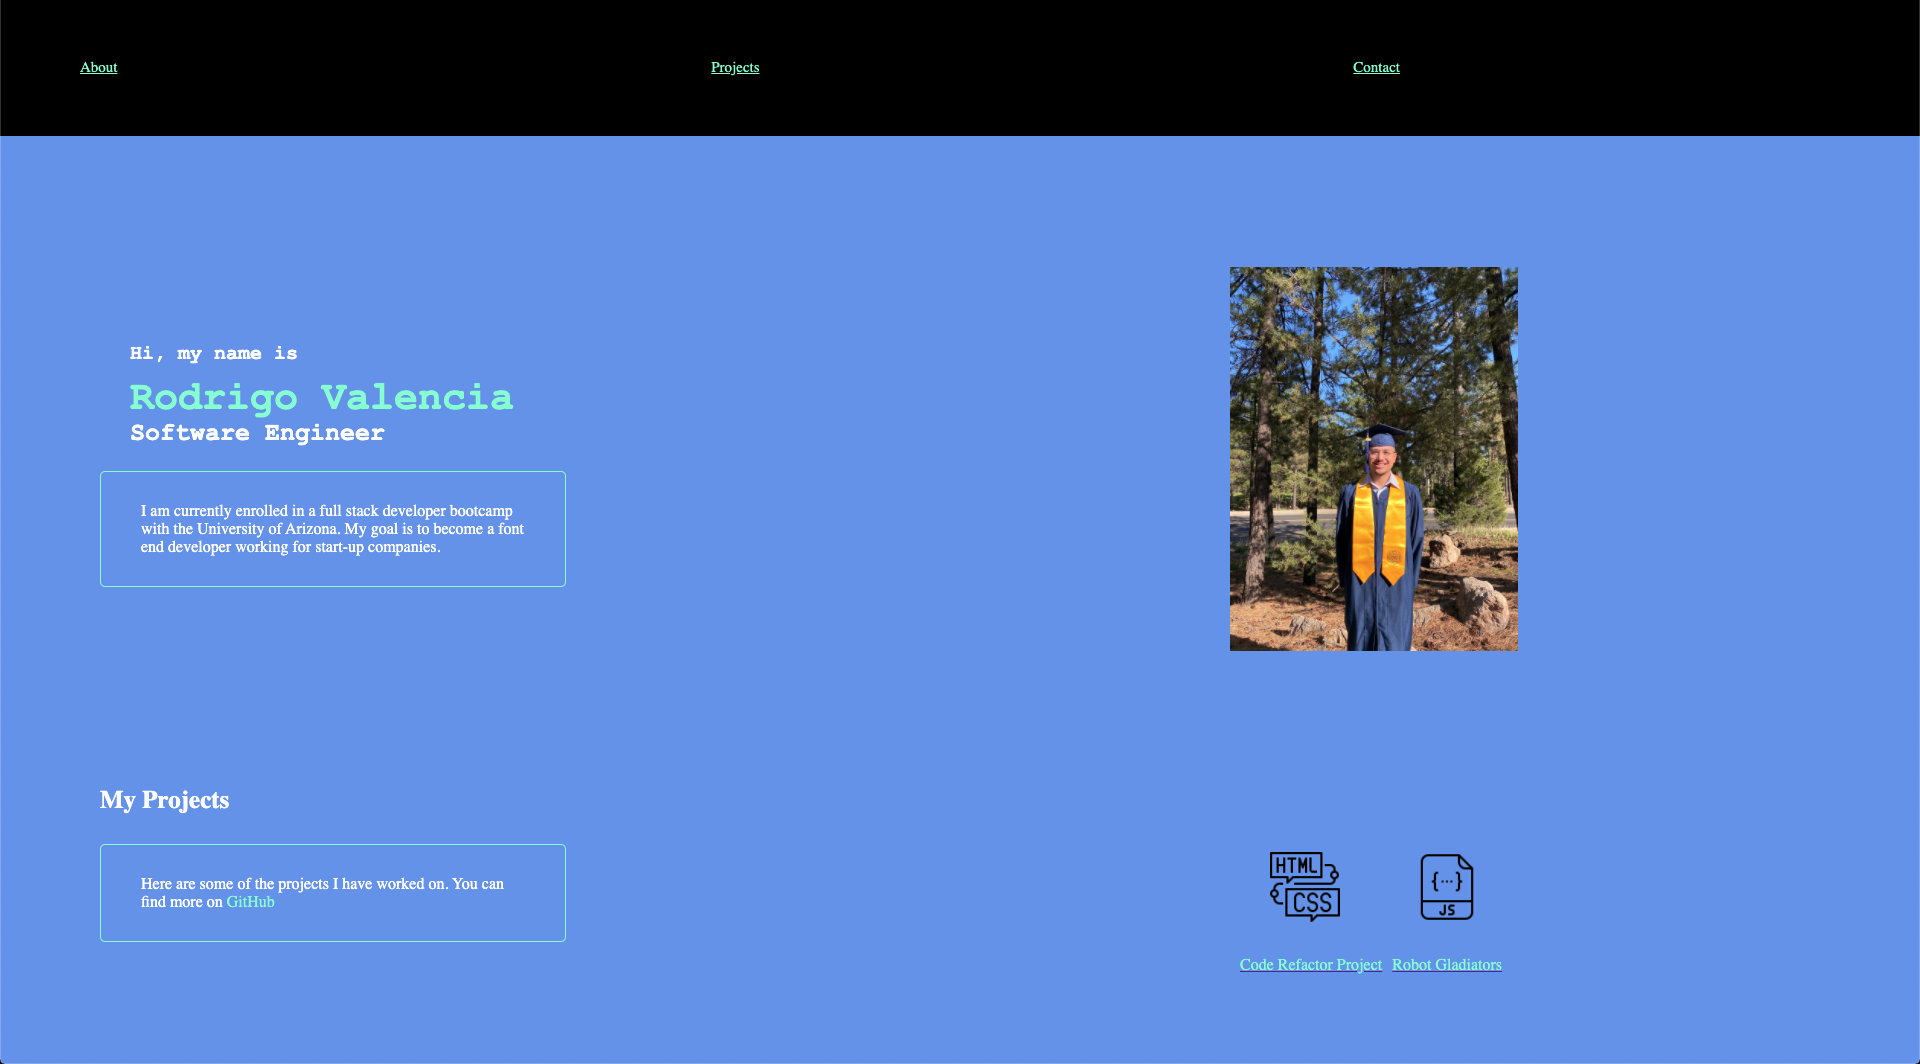 About
Projects
Contact
Hi, my name is
Rodrigo Valencia
Software Engineer
I am currently enrolled in a full stack developer bootcamp
with the University of Arizona. My goal is to become a font
end developer working for start-up companies.
My Projects
Here are some of the projects I have worked on. You can
find more on GitHub
HTML
CSS
{...}
JS
Code Refactor Project
Robot Gladiators